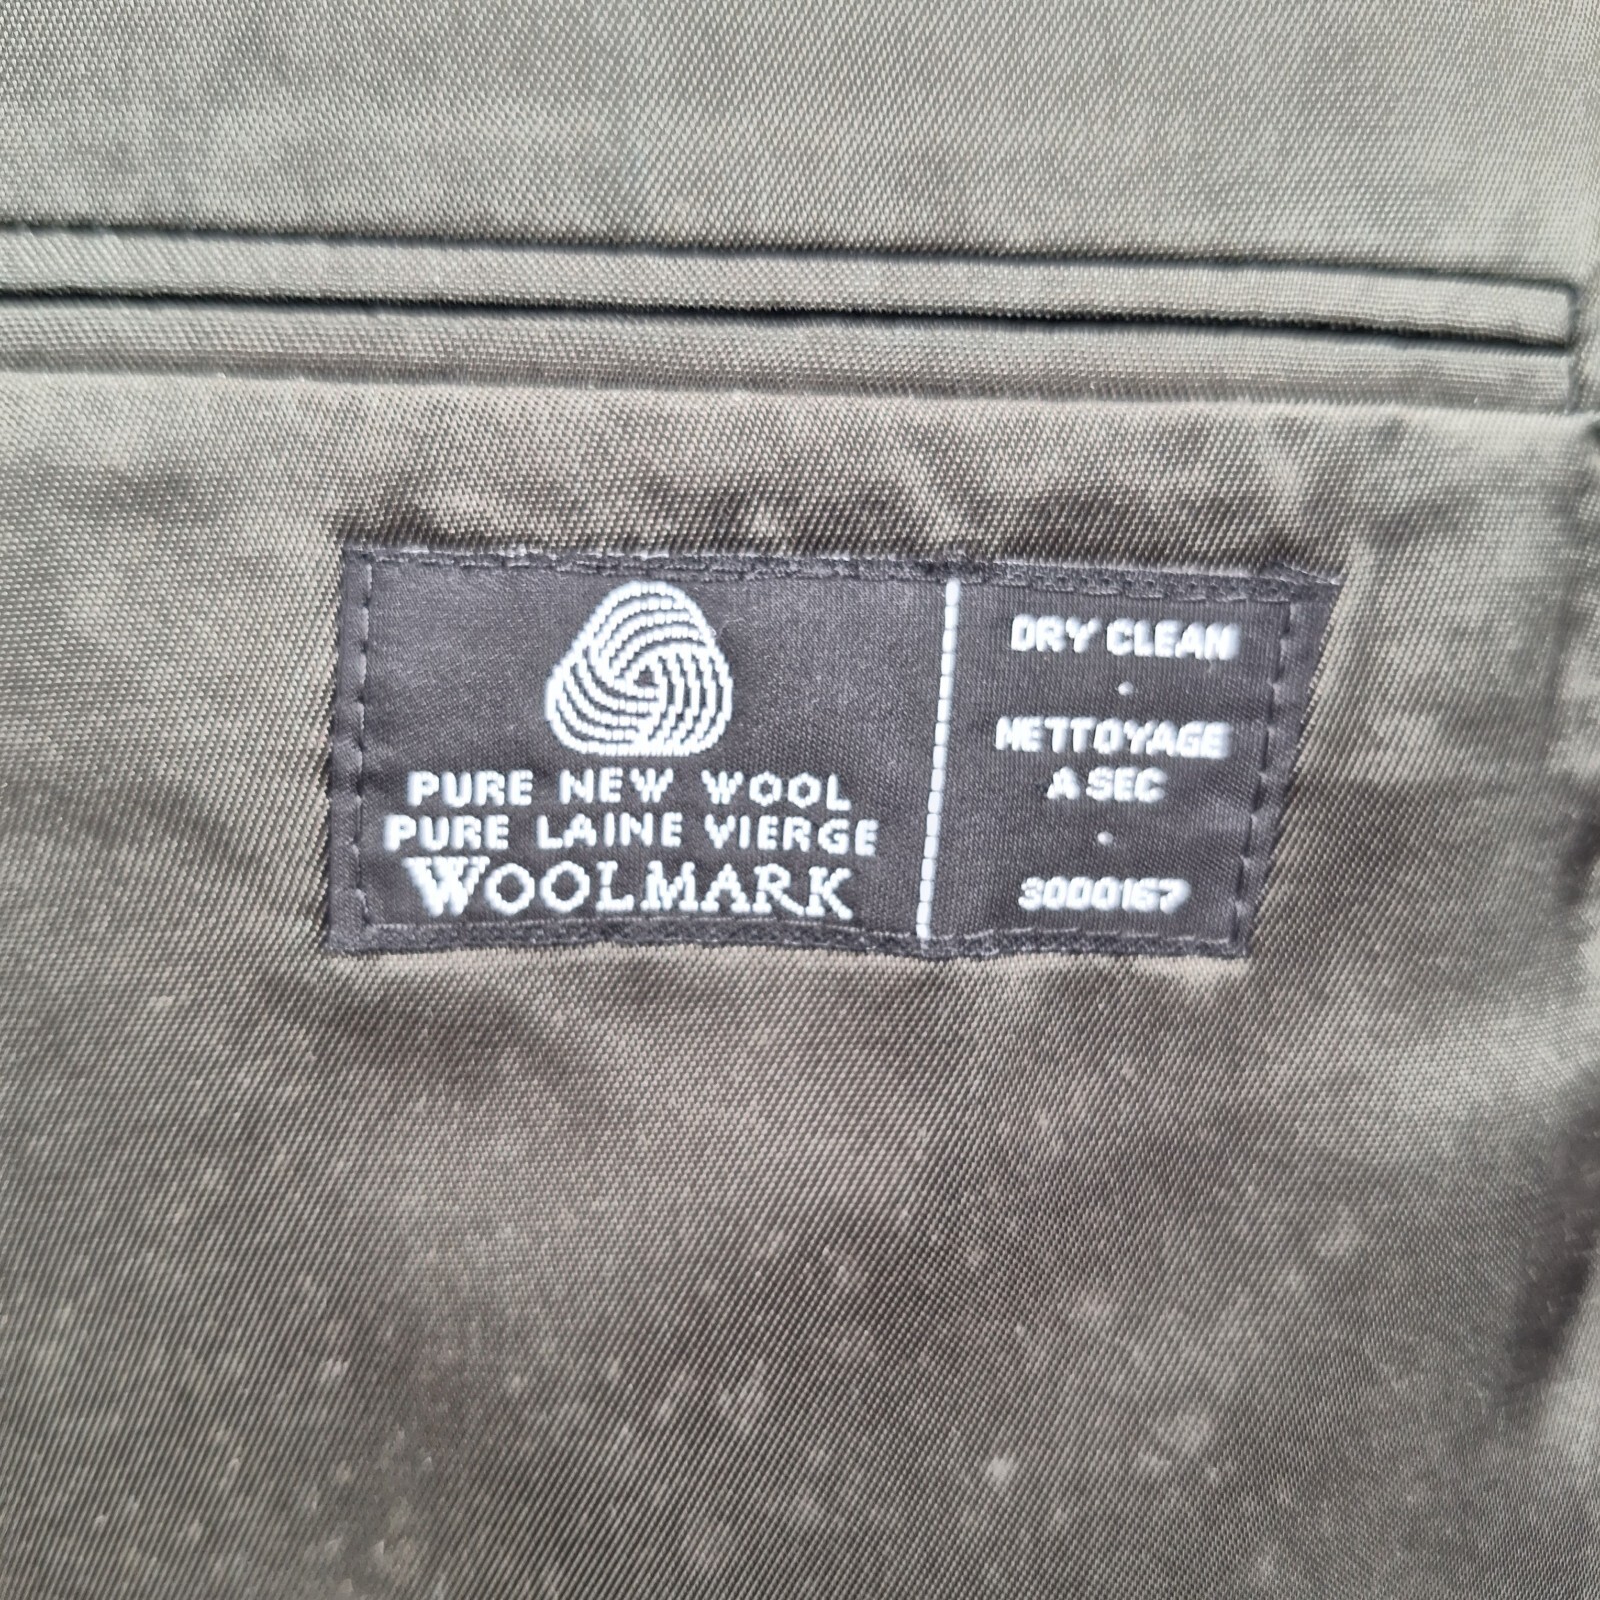 PURE NEW WOOL
PURE LAINE VIERGE
WOOLMARK
DRY CLEAN
NETTOYAGE
A SEC
3000167